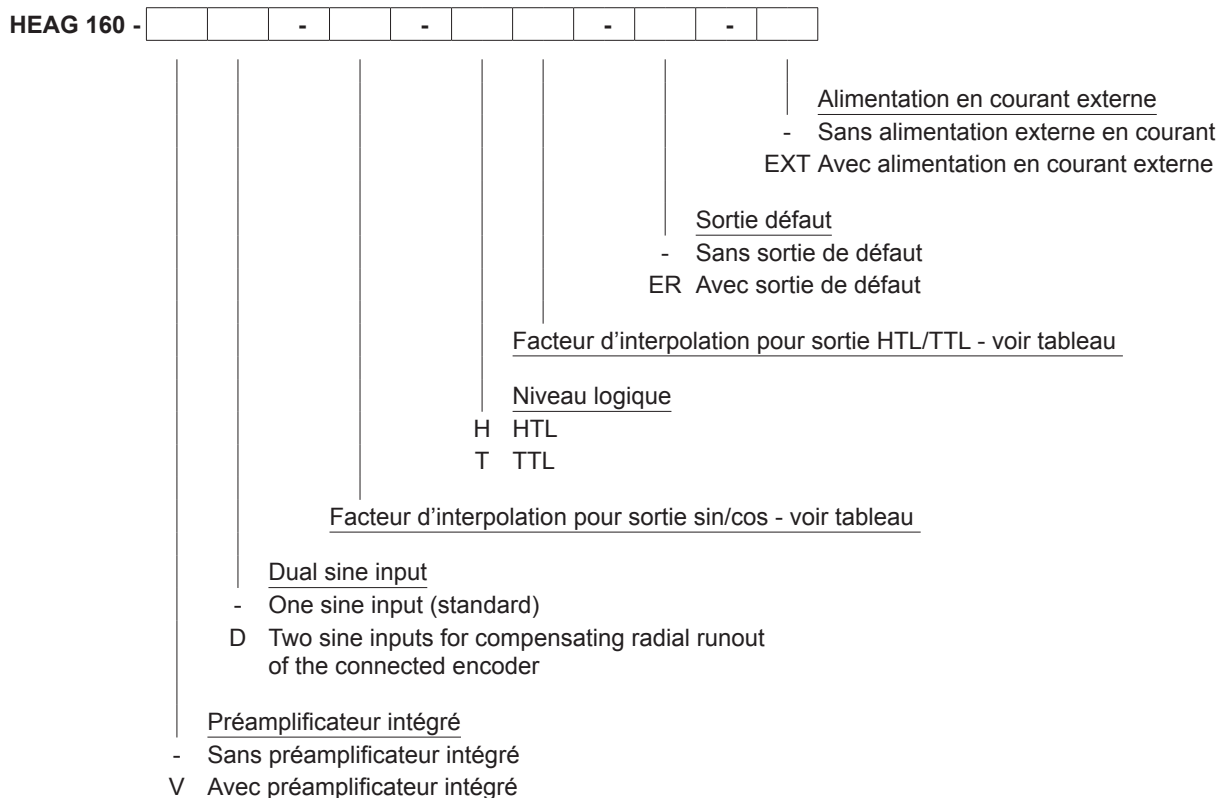 HEAG 160 - - - - -
Alimentation en courant externe
- Sans alimentation externe en courant
EXT Avec alimentation en courant externe
Sortie défaut
- Sans sortie de défaut
ER Avec sortie de défaut
Facteur d’interpolation pour sortie HTL/TTL - voir tableau
Niveau logique
H HTL
T TTL
Facteur d’interpolation pour sortie sin/cos - voir tableau
Dual sine input
- One sine input (standard)
D Two sine inputs for compensating radial runout
of the connected encoder
Préamplificateur intégré
- Sans préamplificateur intégré
V Avec préamplificateur intégré